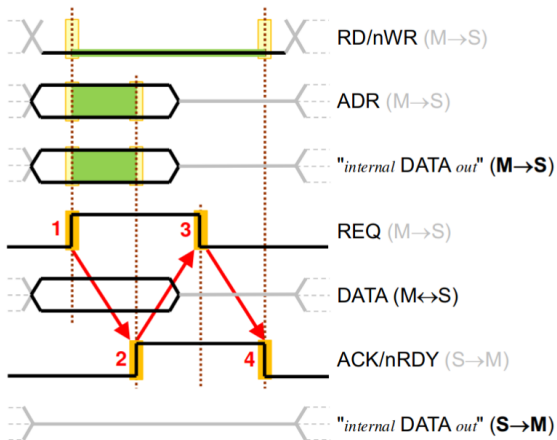 RD/nWR (M→S)
ADR (M→S)
"internal DATA out" (M→S)
1
3
REQ (M→S)
DATA (M↔S)
2
4
ACK/nRDY (S→M)
"internal DATA out" (S→M)